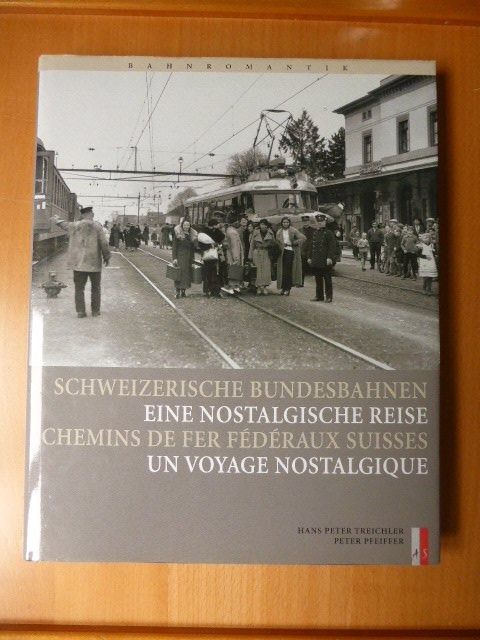 BAHNROMANTIK
SCHWEIZERISCHE BUNDESBAHNEN
EINE NOSTALGISCHE REISE
CHEMINS DE FER FÉDÉRAUX SUISSES
UN VOYAGE NOSTALGIQUE
HANS PETER TREICHLER
PETER PFEIFFER
AS